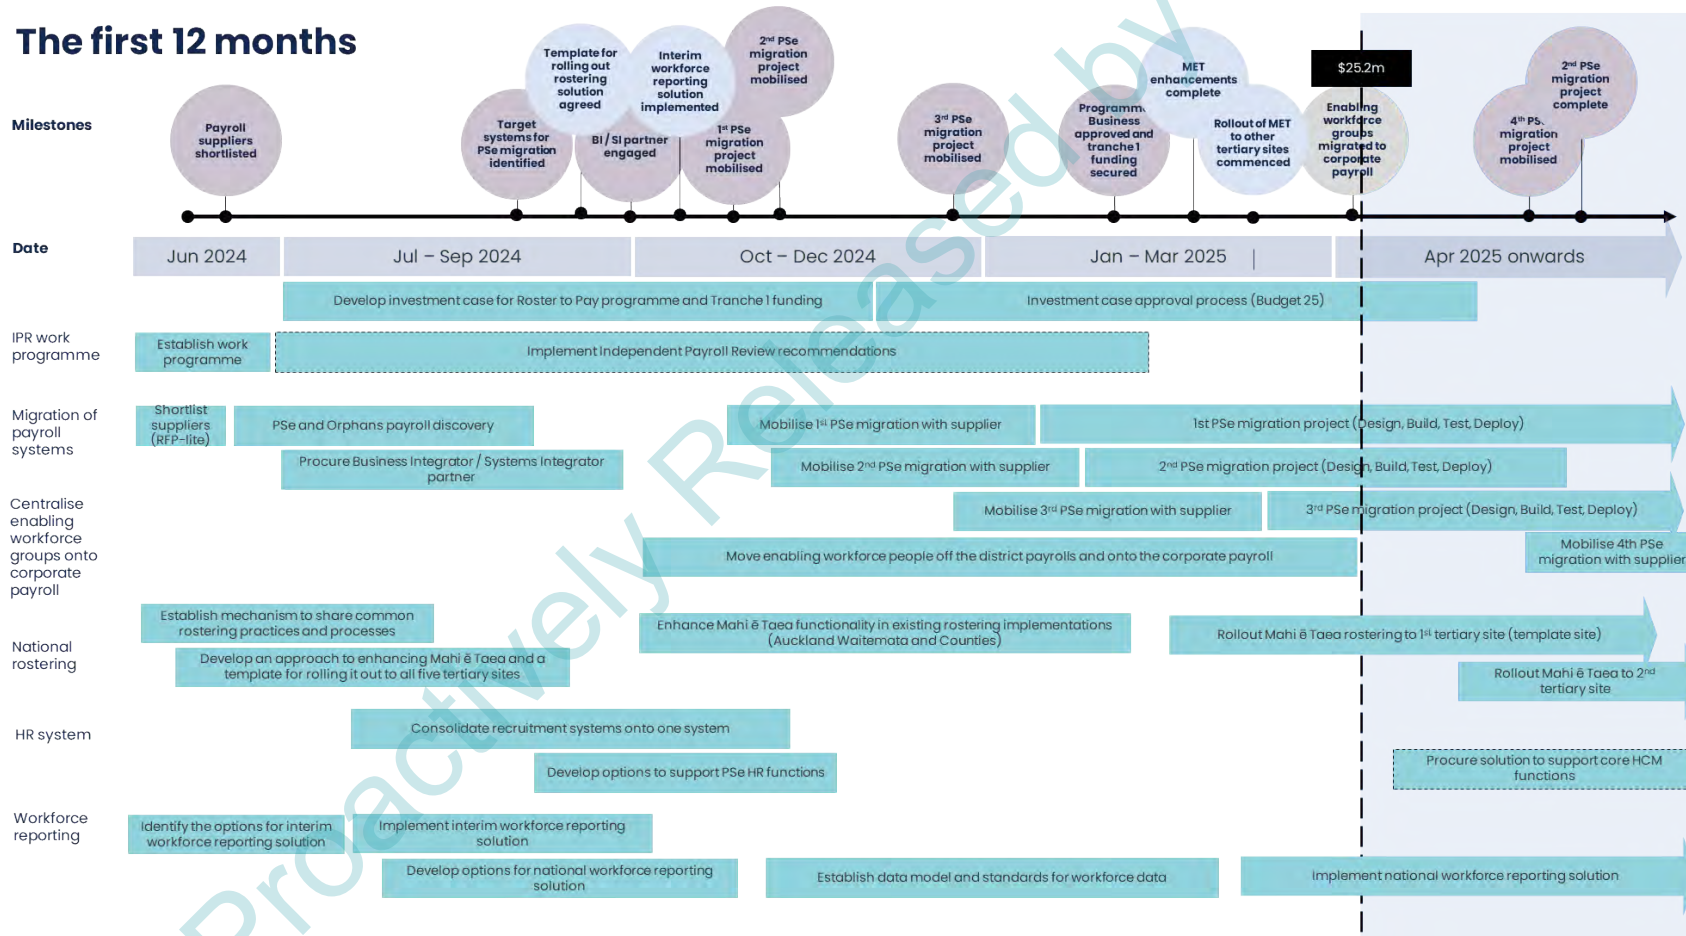 The first 12 months
Milestones
Payroll
suppliers
shortlisted
Target
systems for
PSe migration
identified
Template for
rolling out
rostering
solution
agreed
BI / SI partner
engaged
Interim
workforce
reporting
solution
implemented
1st PSe
migration
project
mobilised
2nd PSe
migration
project
mobilised
3rd PSe
migration
project
mobilised
Programm
Business
approved and
tranche 1
funding
secured
MET
enhancements
complete
Rollout of MET
to other
tertiary sites
commenced
$25.2m
Enabling
workforce
groups
migrated to
corporate
payroll
4th PS
migration
project
mobilised
2nd PSe
migration
project
complete
Date
Jun 2024
Jul – Sep 2024
Oct – Dec 2024
Jan – Mar 2025
Apr 2025 onwards
Develop investment case for Roster to Pay programme and Tranche 1 funding
Investment case approval process (Budget 25)
IPR work
programme
Establish work
programme
Implement Independent Payroll Review recommendations
Migration of
payroll
systems
Shortlist
suppliers
(RFP-lite)
PSe and Orphans payroll discovery
Mobilise 1st PSe migration with supplier
1st PSe migration project (Design, Build, Test, Deploy)
Procure Business Integrator / Systems Integrator
partner
Mobilise 2nd PSe migration with supplier
2nd PSe migration project (Design, Build, Test, Deploy)
Centralise
enabling
workforce
groups onto
corporate
payroll
Mobilise 3rd PSe migration with supplier
3rd PSe migration project (Design, Build, Test, Deploy)
Move enabling workforce people off the district payrolls and onto the corporate payroll
Mobilise 4th PSe
migration with supplier
National
rostering
Establish mechanism to share common
rostering practices and processes
Enhance Mahi ē Taea functionality in existing rostering implementations
(Auckland Waitemata and Counties)
Rollout Mahi ē Taea rostering to 1st tertiary site (template site)
Develop an approach to enhancing Mahi ē Taea and a
template for rolling it out to all five tertiary sites
Rollout Mahi ē Taea to 2nd
tertiary site
HR system
Consolidate recruitment systems onto one system
Develop options to support PSe HR functions
Procure solution to support core HCM
functions
Workforce
reporting
Identify the options for interim
workforce reporting solution
Implement interim workforce reporting
solution
Develop options for national workforce reporting
solution
Establish data model and standards for workforce data
Implement national workforce reporting solution
Proactively Released by